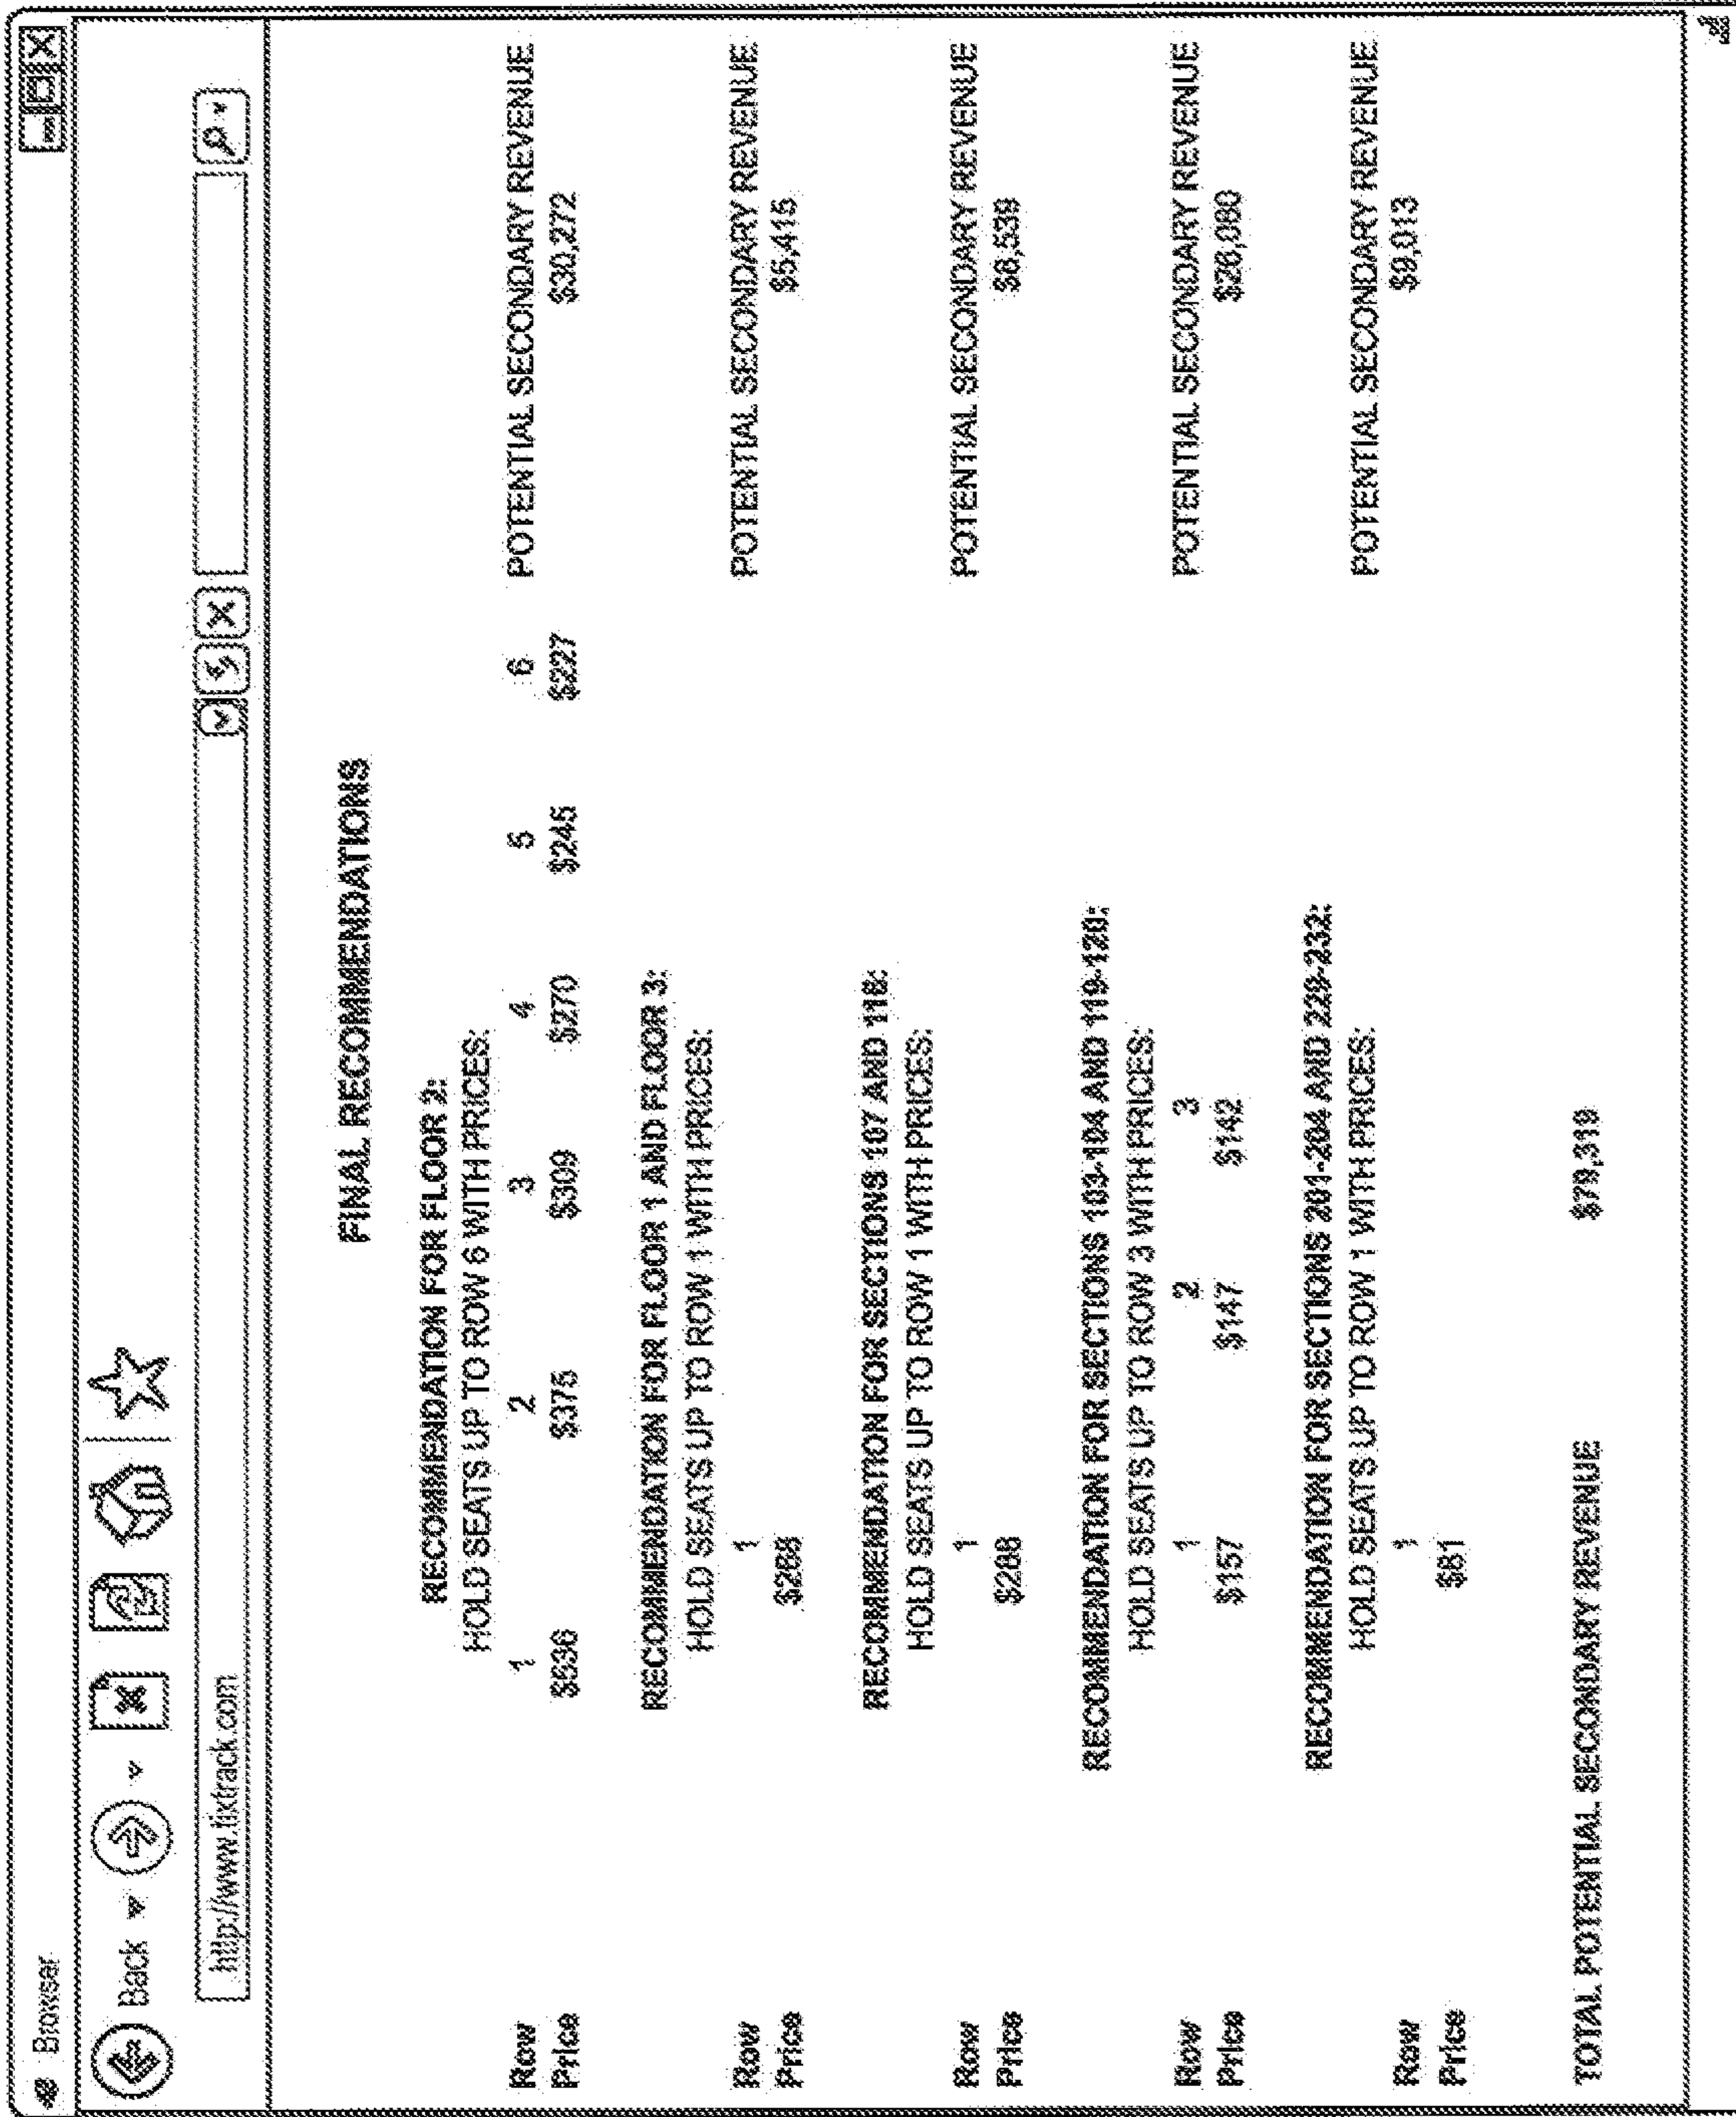 Browser
Back
http://www.tixtrack.com
FINAL RECOMMENDATIONS
RECOMMENDATION FOR FLOOR 2:
HOLD SEATS UP TO ROW 6 WITH PRICES:
Row 1 2 3 4 5 6 POTENTIAL SECONDARY REVENUE
Price $536 $375 $309 $270 $245 $227 $30,272
RECOMMENDATION FOR FLOOR 1 AND FLOOR 3:
HOLD SEATS UP TO ROW 1 WITH PRICES:
Row 1 POTENTIAL SECONDARY REVENUE
Price $288 $5,415
RECOMMENDATION FOR SECTIONS 107 AND 116:
HOLD SEATS UP TO ROW 1 WITH PRICES:
Row 1 POTENTIAL SECONDARY REVENUE
Price $288 $8,539
RECOMMENDATION FOR SECTIONS 103-104 AND 119-120:
HOLD SEATS UP TO ROW 3 WITH PRICES:
Row 1 2 3 POTENTIAL SECONDARY REVENUE
Price $157 $147 $142 $26,080
RECOMMENDATION FOR SECTIONS 201-204 AND 229-232:
HOLD SEATS UP TO ROW 1 WITH PRICES: POTENTIAL SECONDARY REVENUE
Row 1 $9,013
Price $81
TOTAL POTENTIAL SECONDARY REVENUE $79,319